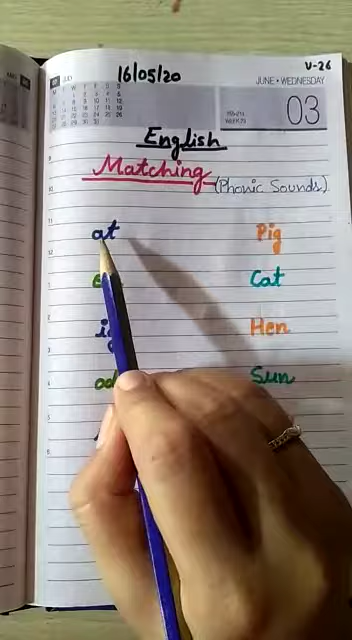 V-26
16/05/20
JUNE • WEDNESDAY
03
English
Matching
(Phonic Sounds)
at Pig
Cat
Hen
Sun